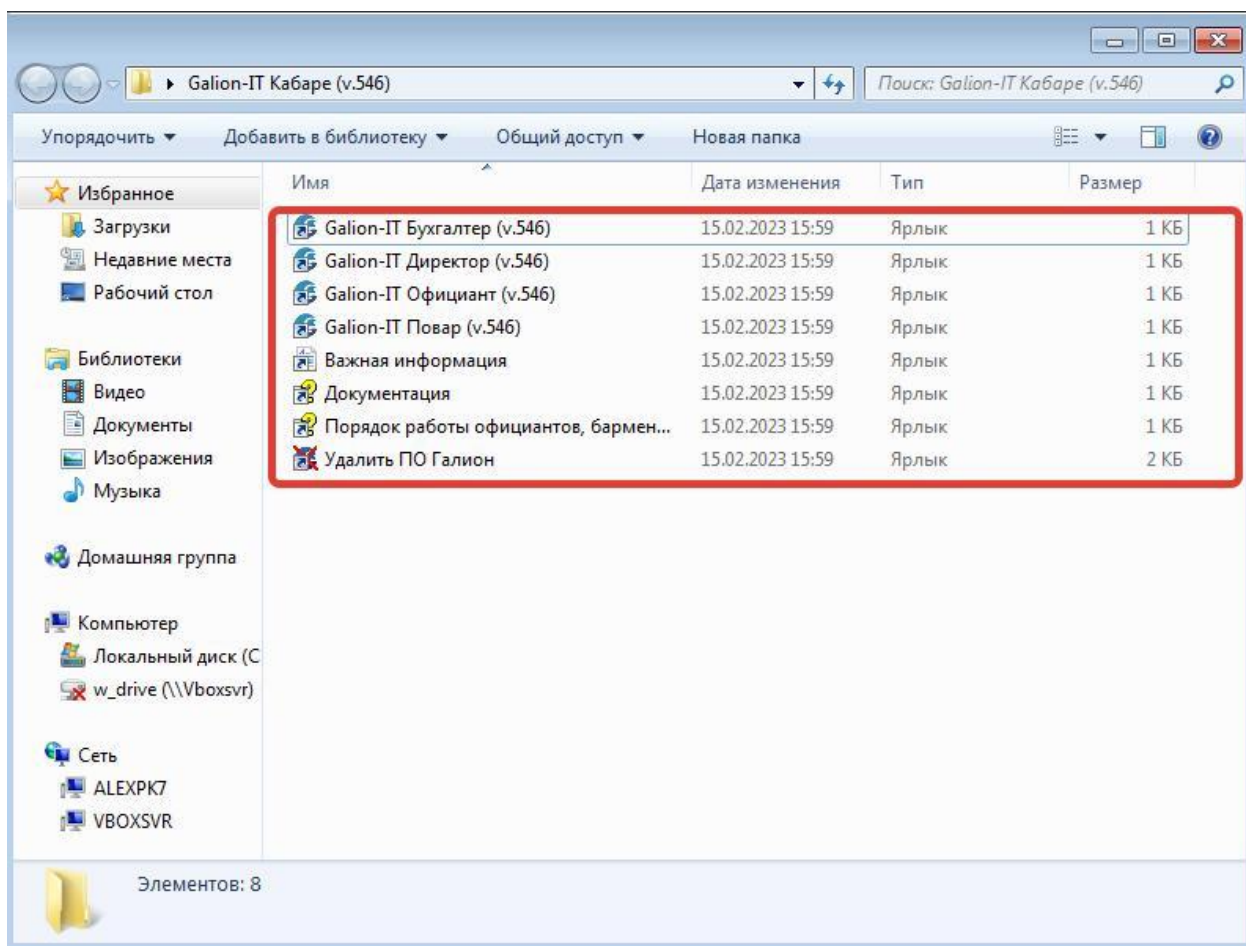 Galion-IT Кабаре (v.546)
Поиск: Galion-IT Кабаре (v.546)
Упорядочить Добавить в библиотеку Общий доступ Новая папка
Имя Дата изменения Тип Размер
Избранное
Загрузки
Недавние места
Рабочий стол
Библиотеки
Видео
Документы
Изображения
Музыка
Домашняя группа
Компьютер
Локальный диск (C
w_drive (\\Vboxsvr)
Сеть
ALEXPK7
VBOXSVR
Galion-IT Бухгалтер (v.546) 15.02.2023 15:59 Ярлык 1 КБ
Galion-IT Директор (v.546) 15.02.2023 15:59 Ярлык 1 КБ
Galion-IT Официант (v.546) 15.02.2023 15:59 Ярлык 1 КБ
Galion-IT Повар (v.546) 15.02.2023 15:59 Ярлык 1 КБ
Важная информация 15.02.2023 15:59 Ярлык 1 КБ
Документация 15.02.2023 15:59 Ярлык 1 КБ
Порядок работы официантов, бармен... 15.02.2023 15:59 Ярлык 1 КБ
Удалить ПО Галион 15.02.2023 15:59 Ярлык 2 КБ
Элементов: 8